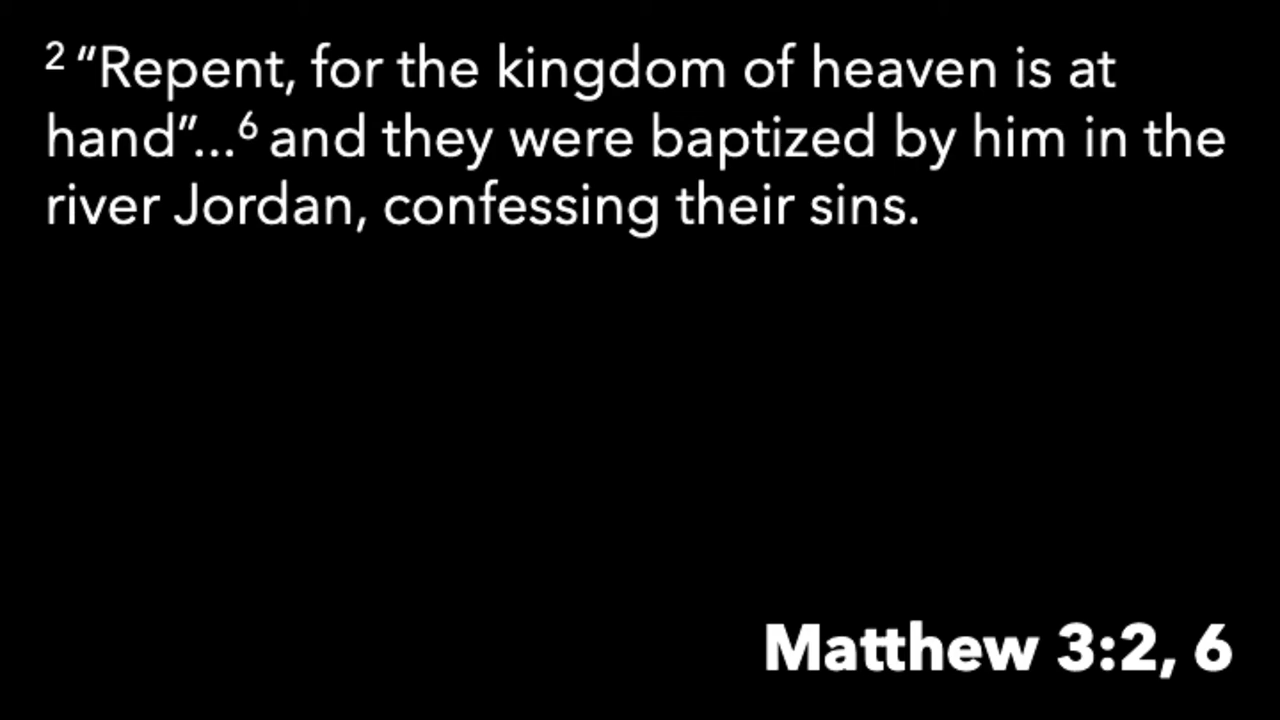 ² “Repent, for the kingdom of heaven is at
hand”...⁶ and they were baptized by him in the
river Jordan, confessing their sins.
Matthew 3:2, 6